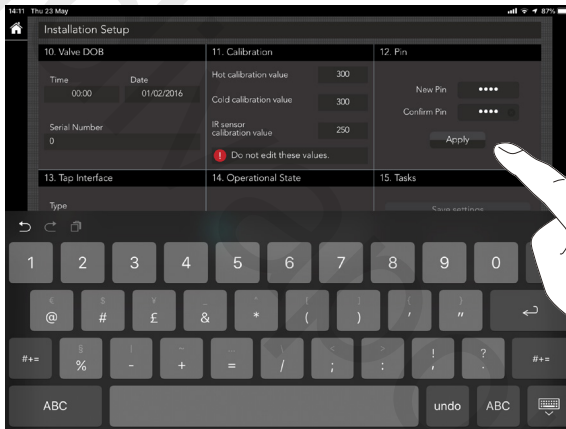 14:11 Thu 23 May 87%
Installation Setup
10. Valve DOB
Time Date
00:00 01/02/2016
Serial Number
0
11. Calibration
Hot calibration value 300
Cold calibration value 300
IR sensor
calibration value 250
! Do not edit these values.
12. Pin
New Pin ••••
Confirm Pin ••••
Apply
13. Tap Interface
Type
14. Operational State
15. Tasks
Save settings
1 2 3 4 5 6 7 8 9 0
@ # £ & * ( ) ' "
#+= % - + = / ; : ! ? #+=
ABC undo ABC